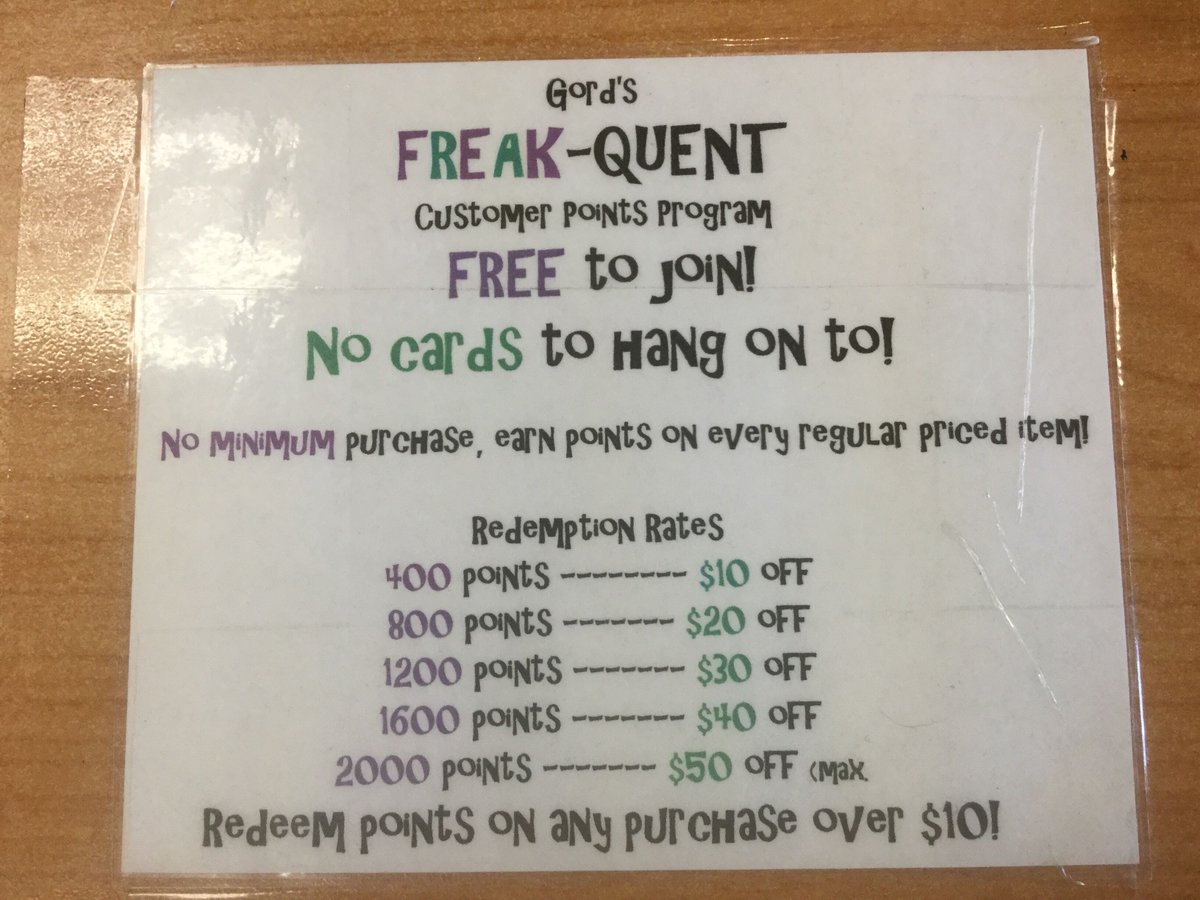 Gord's
FREAK-QUENT
Customer Points Program
FREE to join!
No cards to hang on to!
No minimum purchase, earn points on every regular priced item!
Redemption Rates
400 points -------- $10 off
800 points ------- $20 off
1200 points ------- $30 off
1600 points ------- $40 off
2000 points ------- $50 off (max.
Redeem points on any purchase over $10!